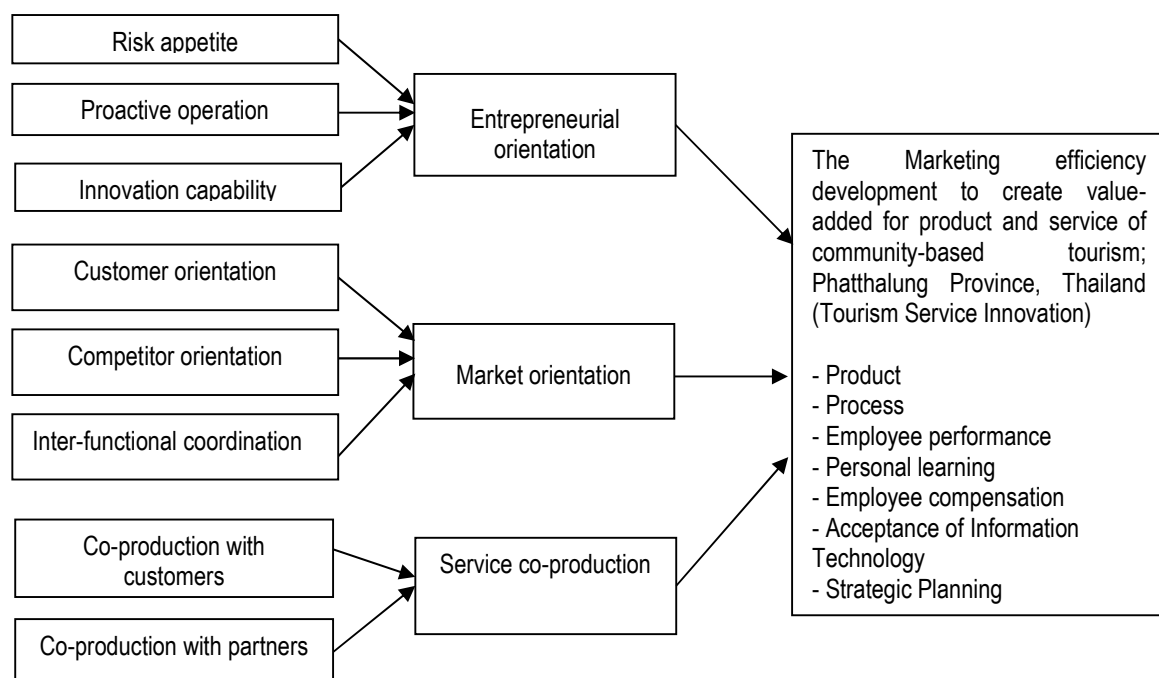 Risk appetite
Proactive operation
Innovation capability
Entrepreneurial
orientation
Customer orientation
Competitor orientation
Inter-functional coordination
Market orientation
Co-production with
customers
Co-production with partners
Service co-production
The Marketing efficiency
development to create value-
added for product and service of
community-based tourism;
Phatthalung Province, Thailand
(Tourism Service Innovation)
- Product
- Process
- Employee performance
- Personal learning
- Employee compensation
- Acceptance of Information
Technology
- Strategic Planning